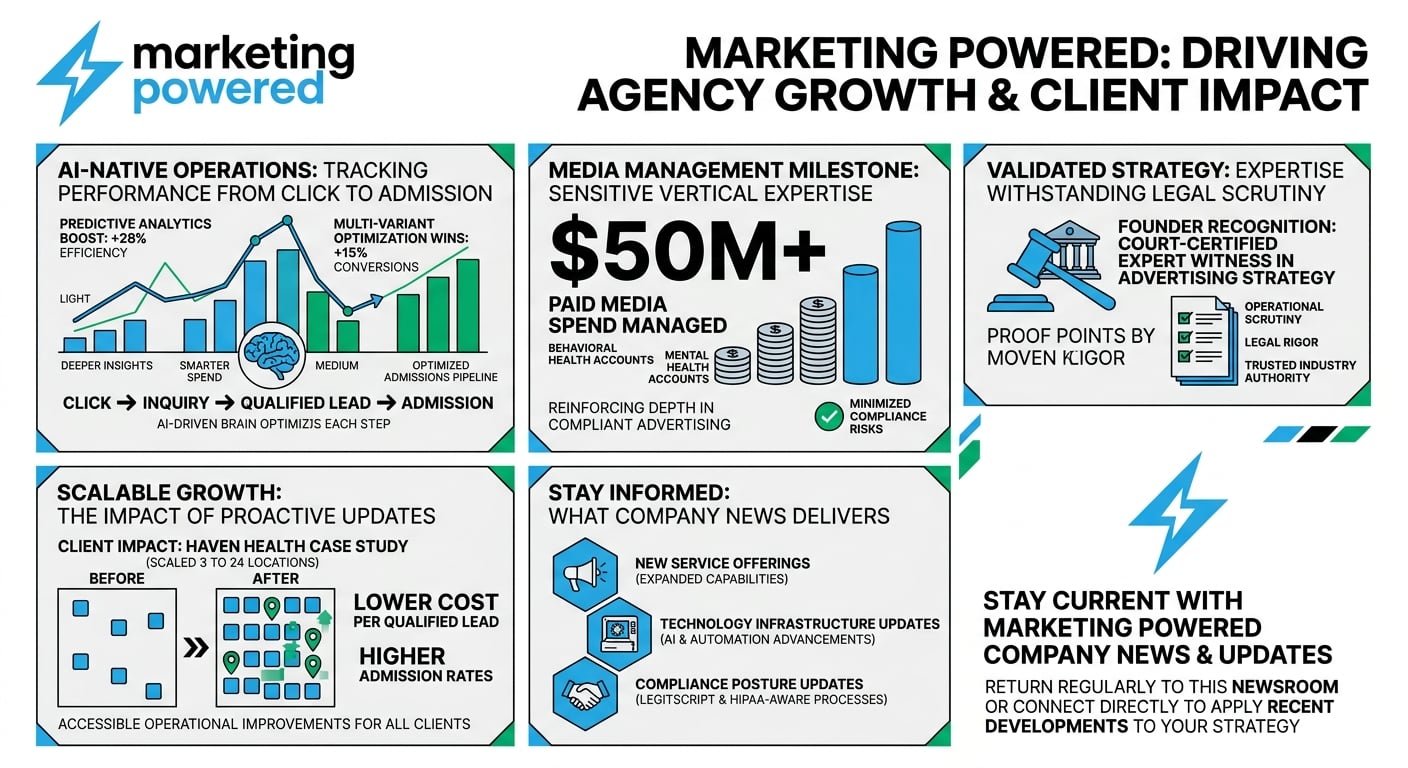 marketing
powered
MARKETING POWERED: DRIVING
AGENCY GROWTH & CLIENT IMPACT
AI-NATIVE OPERATIONS: TRACKING
PERFORMANCE FROM CLICK TO ADMISSION
PREDICTIVE ANALYTICS
BOOST: +28%
EFFICIENCY
MULTI-VARIANT
OPTIMIZATION WINS:
+15%
CONVERSIONS
LIGHT
DEEPER INSIGHTS
SMARTER
SPEND
MEDIUM
OPTIMIZED
ADMISSIONS PIPELINE
CLICK → INQUIRY → QUALIFIED LEAD → ADMISSION
AI-DRIVEN BRAIN OPTIMIZIS EACH STEP
MEDIA MANAGEMENT MILESTONE:
SENSITIVE VERTICAL EXPERTISE
$50M+
PAID MEDIA
SPEND MANAGED
BEHAVIORAL
HEALTH ACCOUNTS
MENTAL
HEALTH
ACCOUNTS
$
$
$
REINFORCING DEPTH IN
COMPLIANT ADVERTISING
MINIMIZED
COMPLIANCE
RISKS
VALIDATED STRATEGY: EXPERTISE
WITHSTANDING LEGAL SCRUTINY
FOUNDER RECOGNITION:
COURT-CERTIFIED
EXPERT WITNESS IN
ADVERTISING STRATEGY
PROOF POINTS BY
MOVEN
OPERATIONAL
SCRUTINY
LEGAL RIGOR
TRUSTED INDUSTRY
AUTHORITY
SCALABLE GROWTH:
THE IMPACT OF PROACTIVE UPDATES
CLIENT IMPACT: HAVEN HEALTH CASE STUDY
(SCALED 3 TO 24 LOCATIONS)
BEFORE
AFTER
LOWER COST
PER QUALIFIED LEAD
HIGHER
ADMISSION RATES
ACCESSIBLE OPERATIONAL IMPROVEMENTS FOR ALL CLIENTS
STAY INFORMED:
WHAT COMPANY NEWS DELIVERS
NEW SERVICE OFFERINGS
(EXPANDED CAPABILITIES)
TECHNOLOGY INFRASTRUCTURE UPDATES
(AI & AUTOMATION ADVANCEMENTS)
COMPLIANCE POSTURE UPDATES
(LEGITSCRIPT & HIPAA-AWARE PROCESSES)
STAY CURRENT WITH
MARKETING POWERED
COMPANY NEWS & UPDATES
RETURN REGULARLY TO THIS NEWSROOM
OR CONNECT DIRECTLY TO APPLY RECENT
DEVELOPMENTS TO YOUR STRATEGY